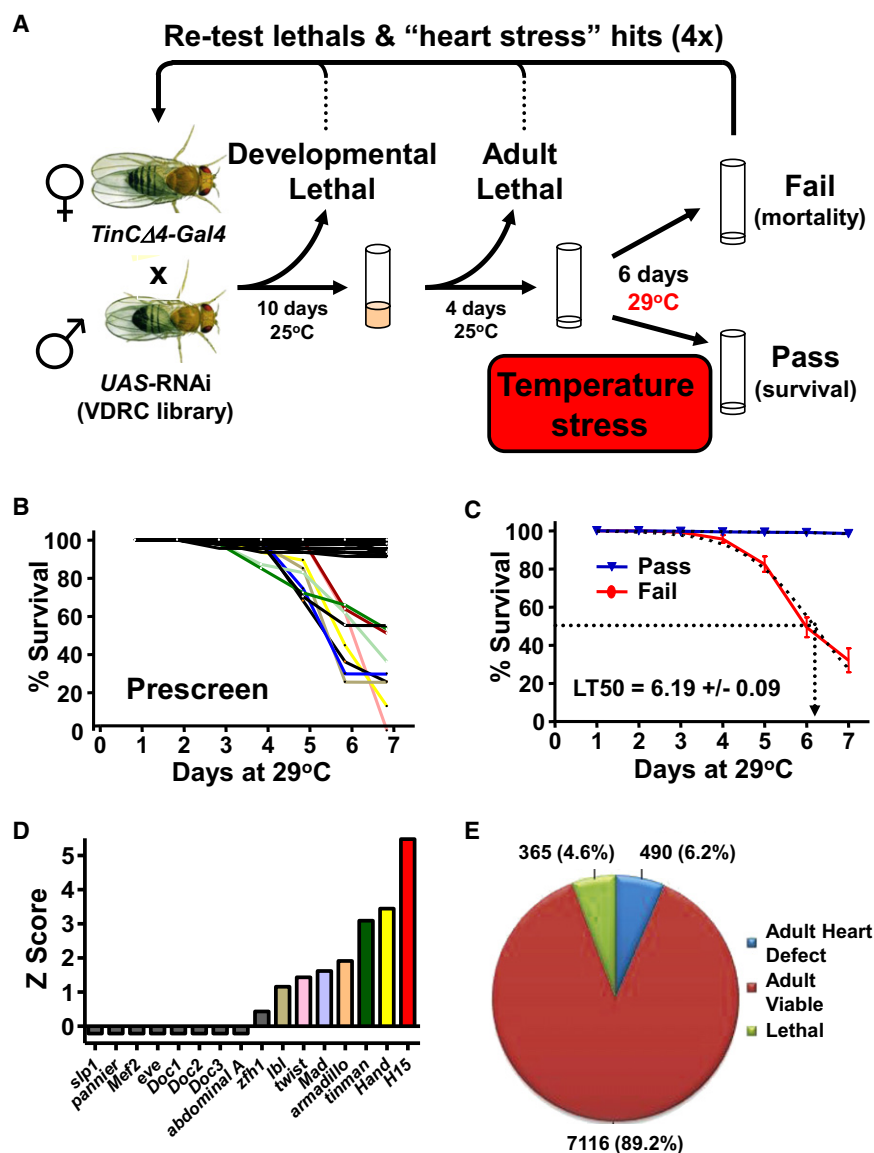 A
Re-test lethals & “heart stress” hits (4x)
♀
TinCΔ4-Gal4
x
♂
UAS-RNAi
(VDRC library)
Developmental
Lethal
10 days
25°C
Adult
Lethal
4 days
25°C
6 days
29°C
Fail
(mortality)
Pass
(survival)
Temperature
stress
B
% Survival
100
80
60
40
20
0
Prescreen
0 1 2 3 4 5 6 7
Days at 29°C
C
% Survival
100
80
60
40
20
0
Pass
Fail
LT50 = 6.19 +/- 0.09
0 1 2 3 4 5 6 7
Days at 29°C
D
Z Score
5
4
3
2
1
0
slp1
pannier
Mef2
eve
Doc1
Doc2
Doc3
abdominal A
zfh1
lbl
twist
Mad
armadillo
tinman
Hand
H15
E
365 (4.6%)
490 (6.2%)
Adult Heart
Defect
Adult
Viable
Lethal
7116 (89.2%)